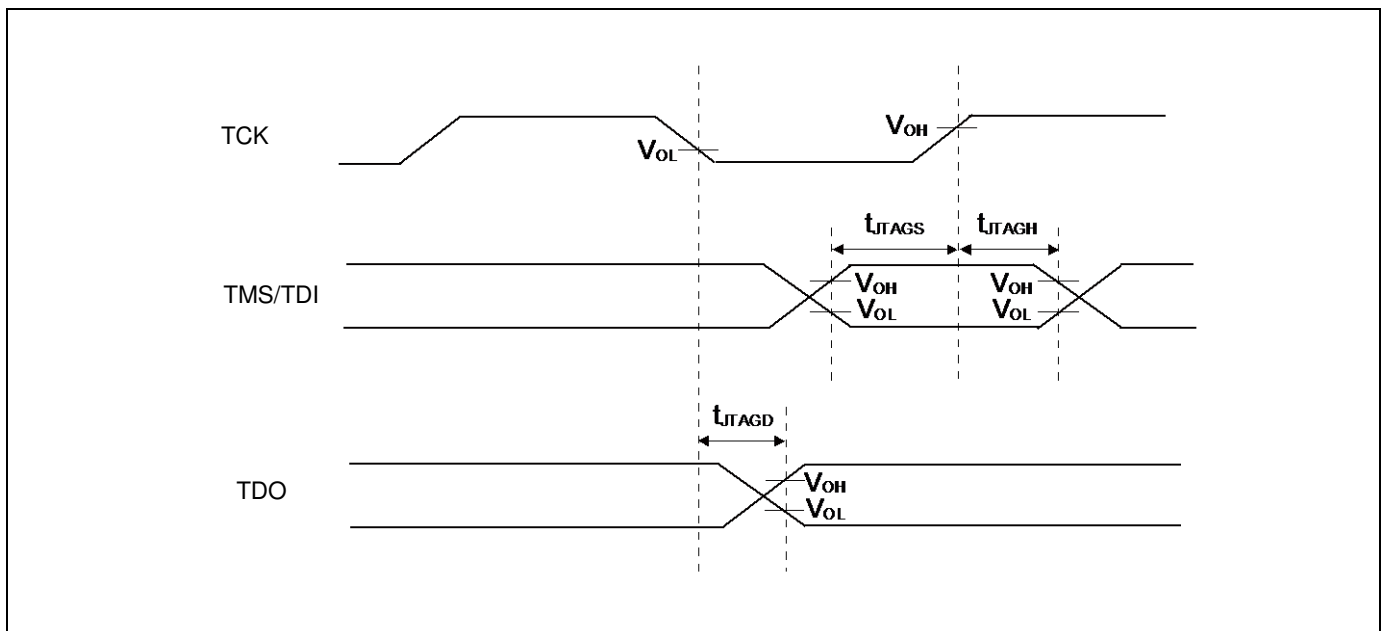 TCK
VOL
VOH
tJTAGS
tJTAGH
TMS/TDI
VOH
VOL
VOH
VOL
tJTAGD
TDO
VOH
VOL